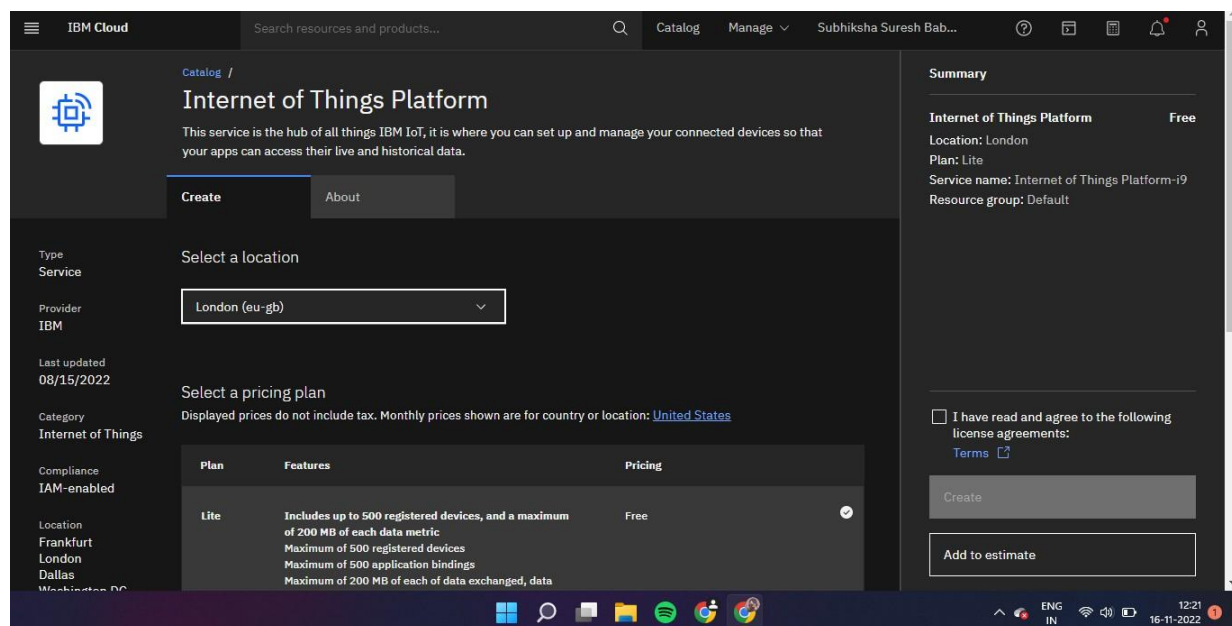 IBM Cloud
Search resources and products...
Catalog
Manage
Subhiksha Suresh Bab...
Catalog /
Internet of Things Platform
This service is the hub of all things IBM IoT, it is where you can set up and manage your connected devices so that
your apps can access their live and historical data.
Create
About
Type
Service
Provider
IBM
Last updated
08/15/2022
Category
Internet of Things
Compliance
IAM-enabled
Location
Frankfurt
London
Dallas
Washington DC
Select a location
London (eu-gb)
Select a pricing plan
Displayed prices do not include tax. Monthly prices shown are for country or location: United States
Plan
Features
Pricing
Lite
Includes up to 500 registered devices, and a maximum
of 200 MB of each data metric
Maximum of 500 registered devices
Maximum of 500 application bindings
Maximum of 200 MB of each of data exchanged, data
Free
Summary
Internet of Things Platform
Free
Location: London
Plan: Lite
Service name: Internet of Things Platform-i9
Resource group: Default
I have read and agree to the following
license agreements:
Terms
Create
Add to estimate
ENG
IN
12:21
16-11-2022
1